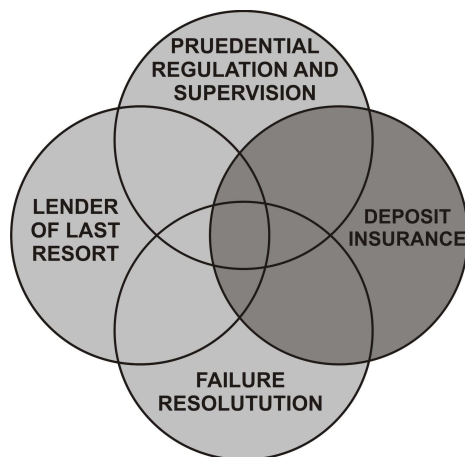 PRUEDENTIAL
REGULATION AND
SUPERVISION
LENDER
OF LAST
RESORT
DEPOSIT
INSURANCE
FAILURE
RESOLUTUTION